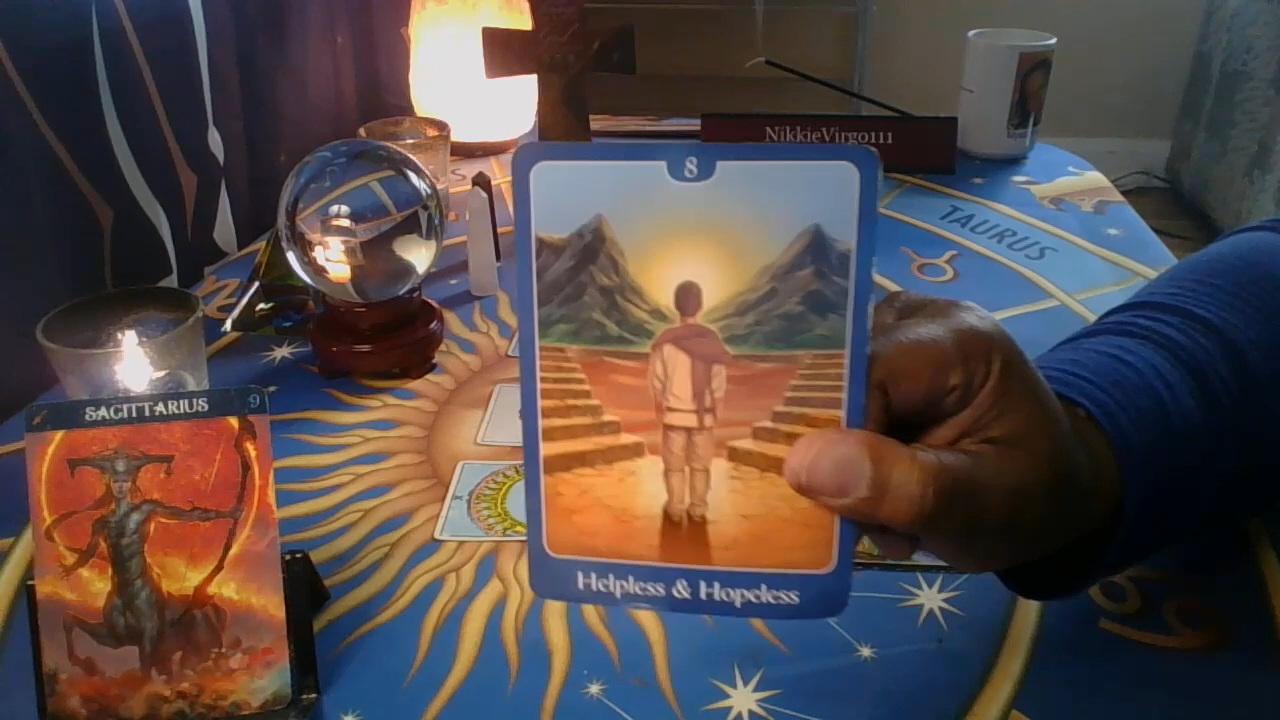 NikkieVirgo111
8
TAURUS
SAGITTARIUS 9
Helpless & Hopeless